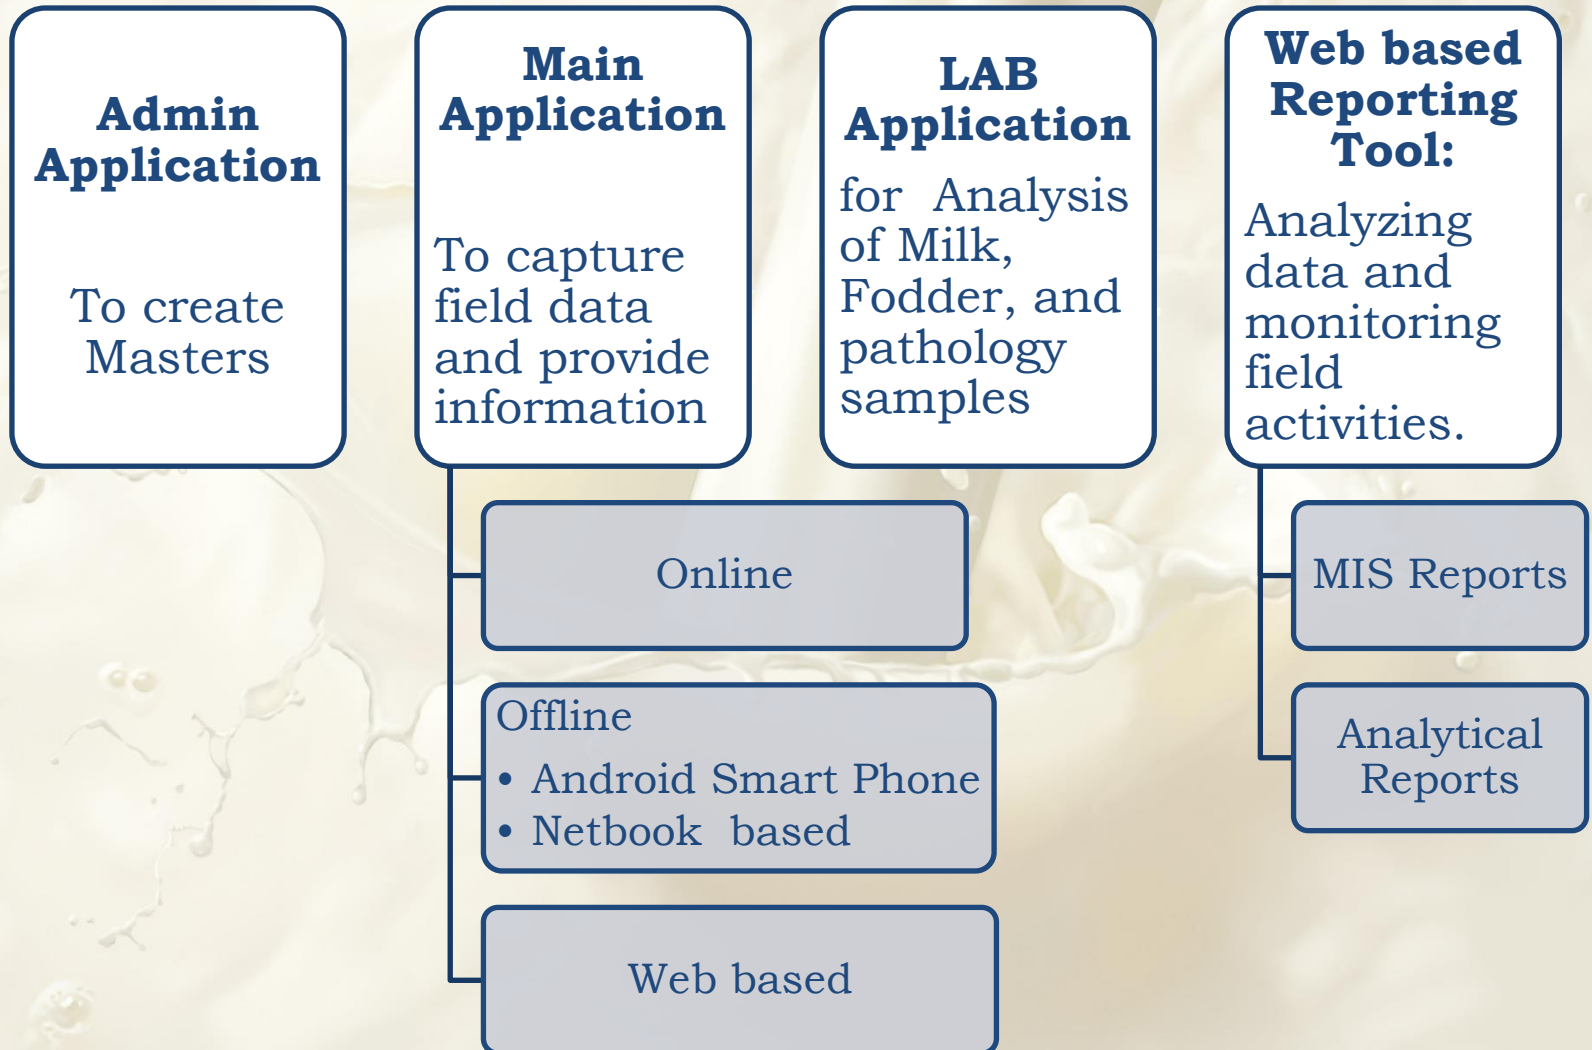 Admin
Application
To create
Masters
Main
Application
To capture
field data
and provide
information
LAB
Application
for Analysis
of Milk,
Fodder, and
pathology
samples
Web based
Reporting
Tool:
Analyzing
data and
monitoring
field
activities.
Online
Offline
• Android Smart Phone
• Netbook based
Web based
MIS Reports
Analytical
Reports